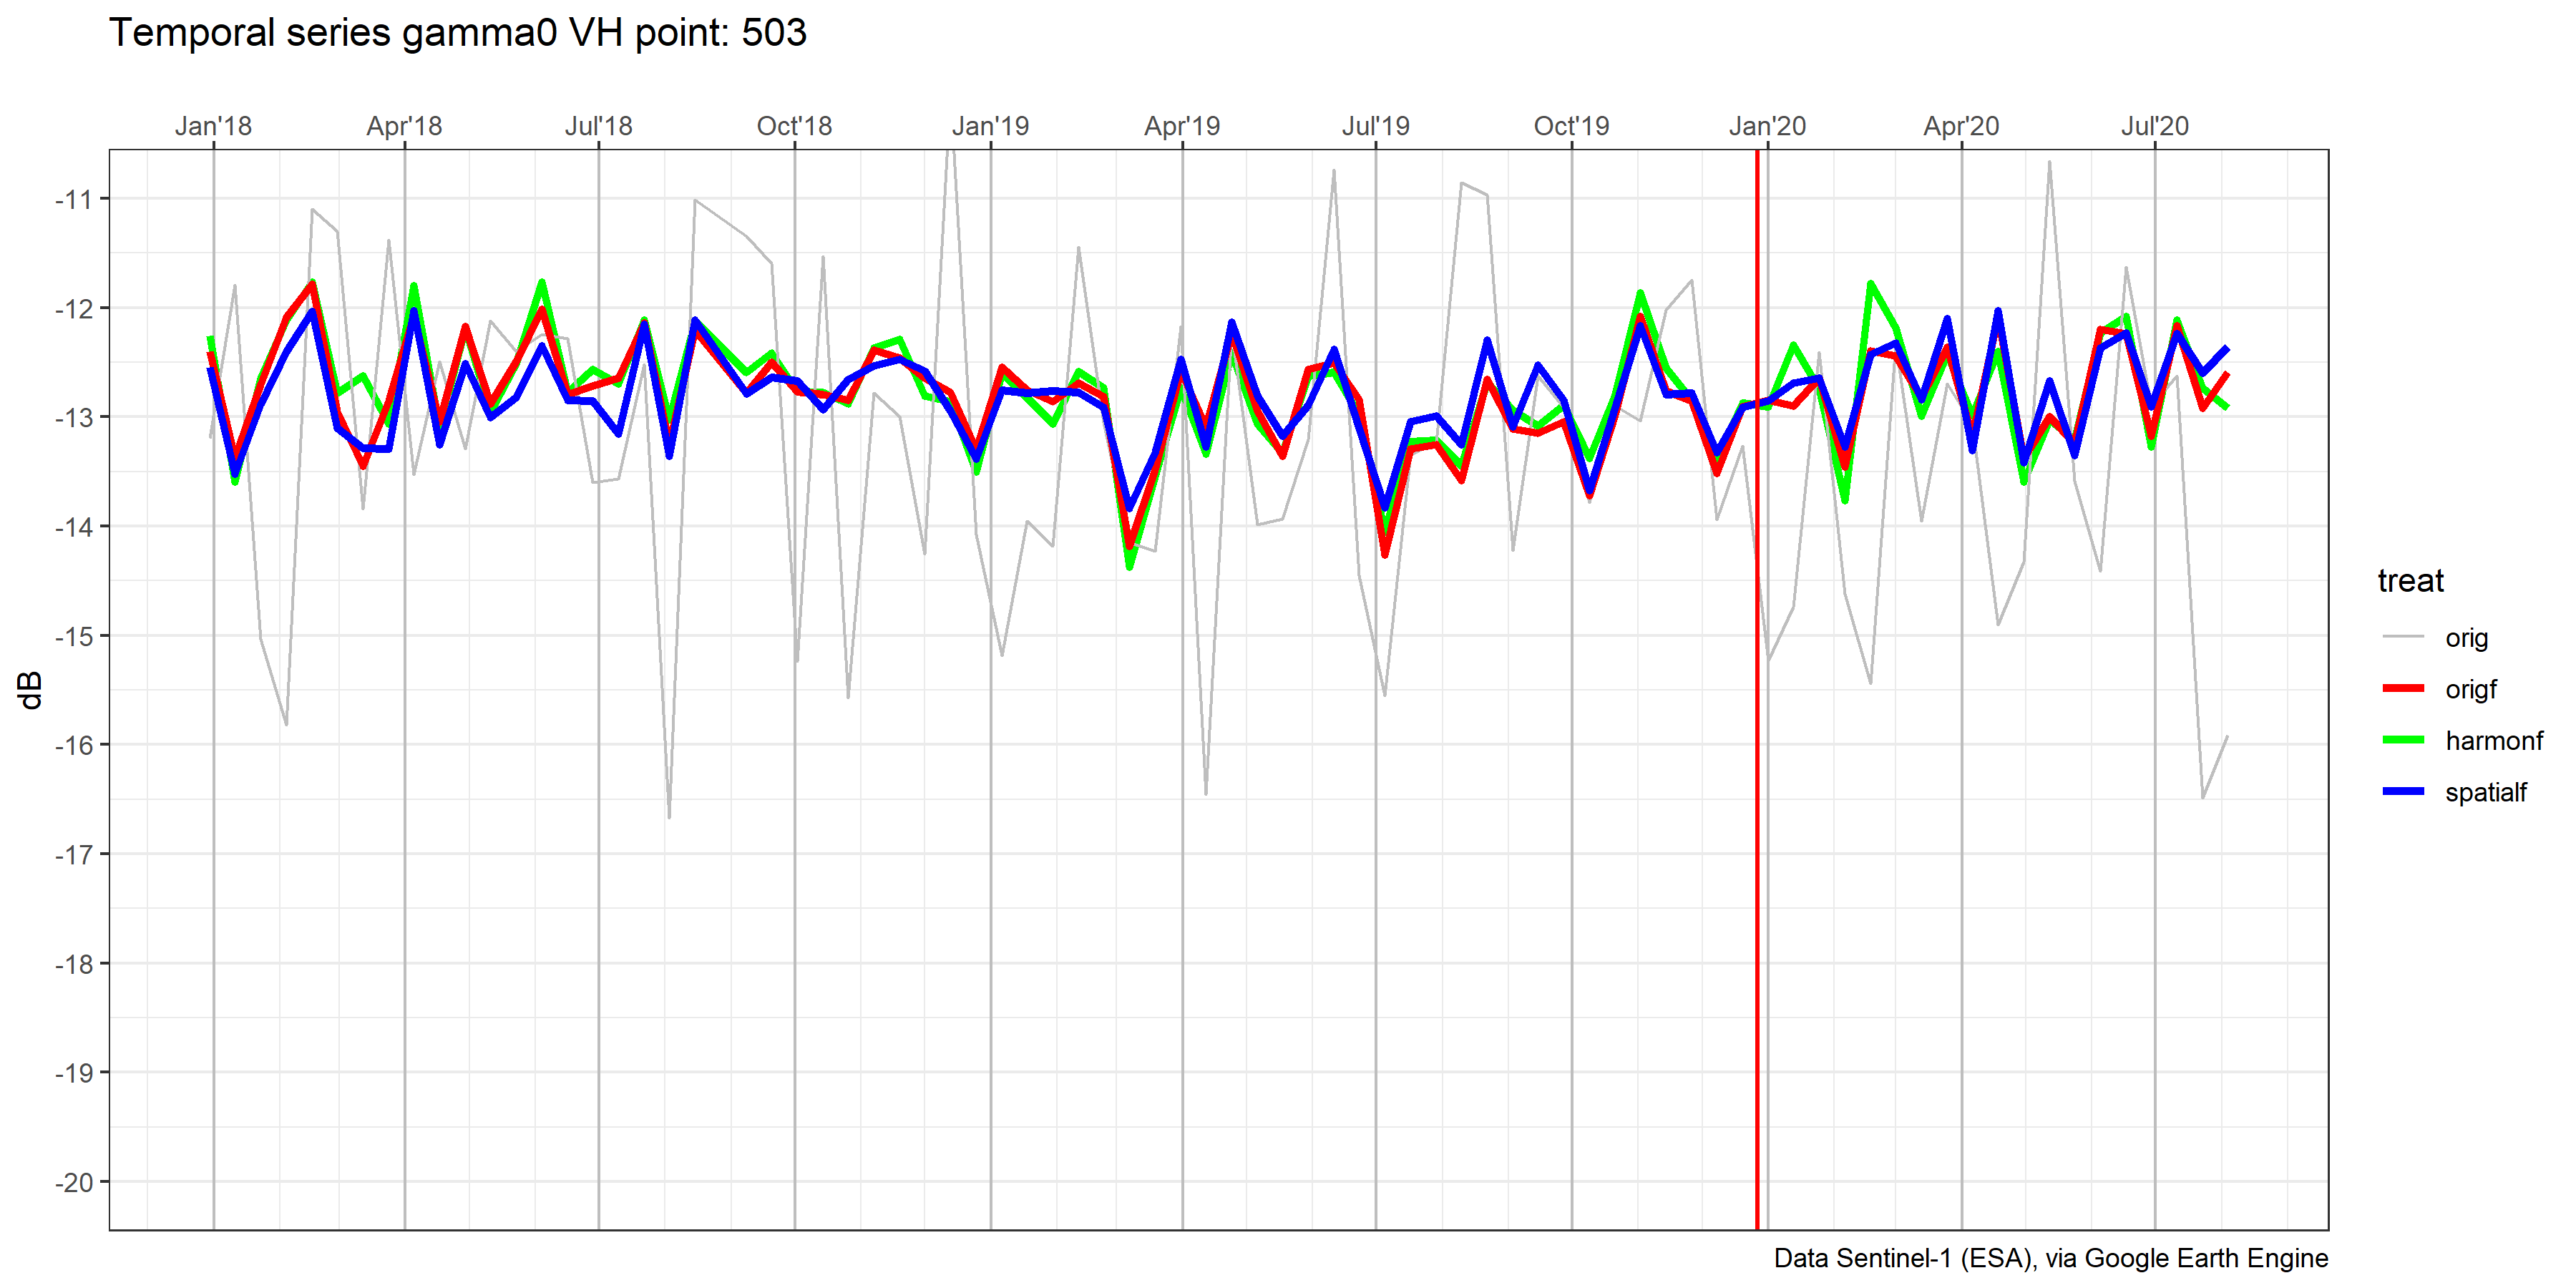 Temporal series gamma0 VH point: 503
Jan'18 Apr'18 Jul'18 Oct'18 Jan'19 Apr'19 Jul'19 Oct'19 Jan'20 Apr'20 Jul'20
-11
-12
-13
-14
-15
-16
-17
-18
-19
-20
dB
treat
orig
origf
harmonf
spatialf
Data Sentinel-1 (ESA), via Google Earth Engine